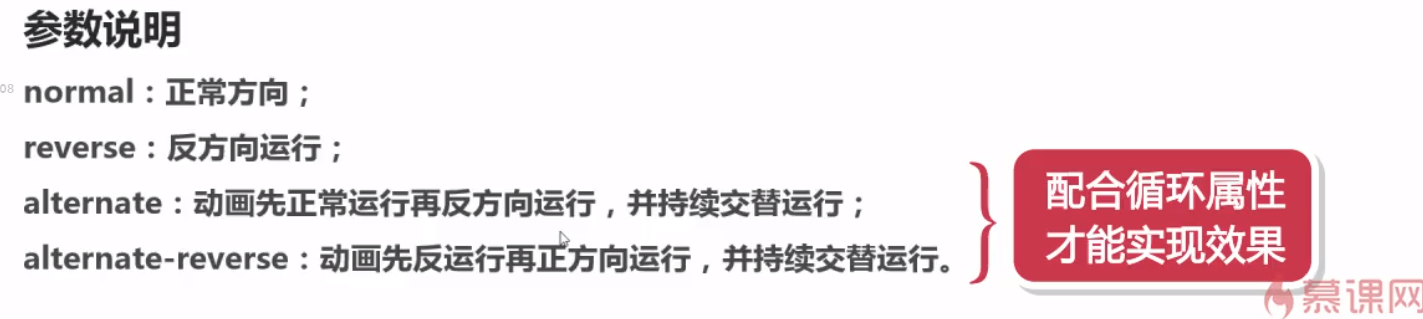 参数说明
08
normal：正常方向；
reverse：反方向运行；
alternate：动画先正常运行再反方向运行，并持续交替运行；
alternate-reverse：动画先反运行再正方向运行，并持续交替运行。
配合循环属性
才能实现效果
慕课网